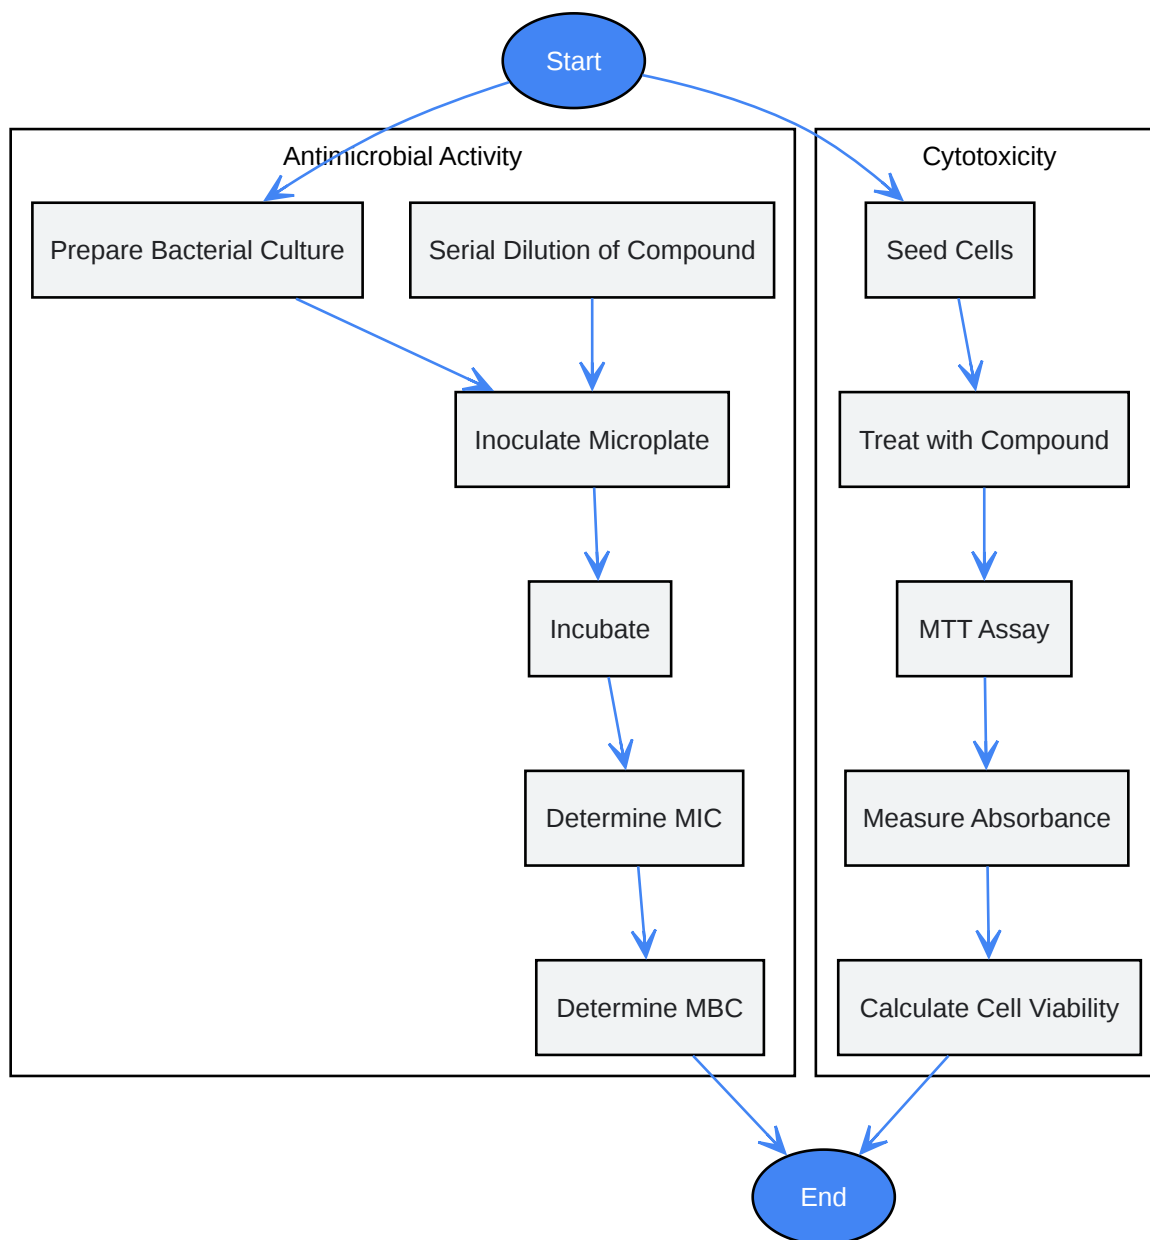 Start
Antimicrobial Activity
Cytotoxicity
Prepare Bacterial Culture
Serial Dilution of Compound
Seed Cells
Inoculate Microplate
Treat with Compound
Incubate
MTT Assay
Determine MIC
Measure Absorbance
Determine MBC
Calculate Cell Viability
End